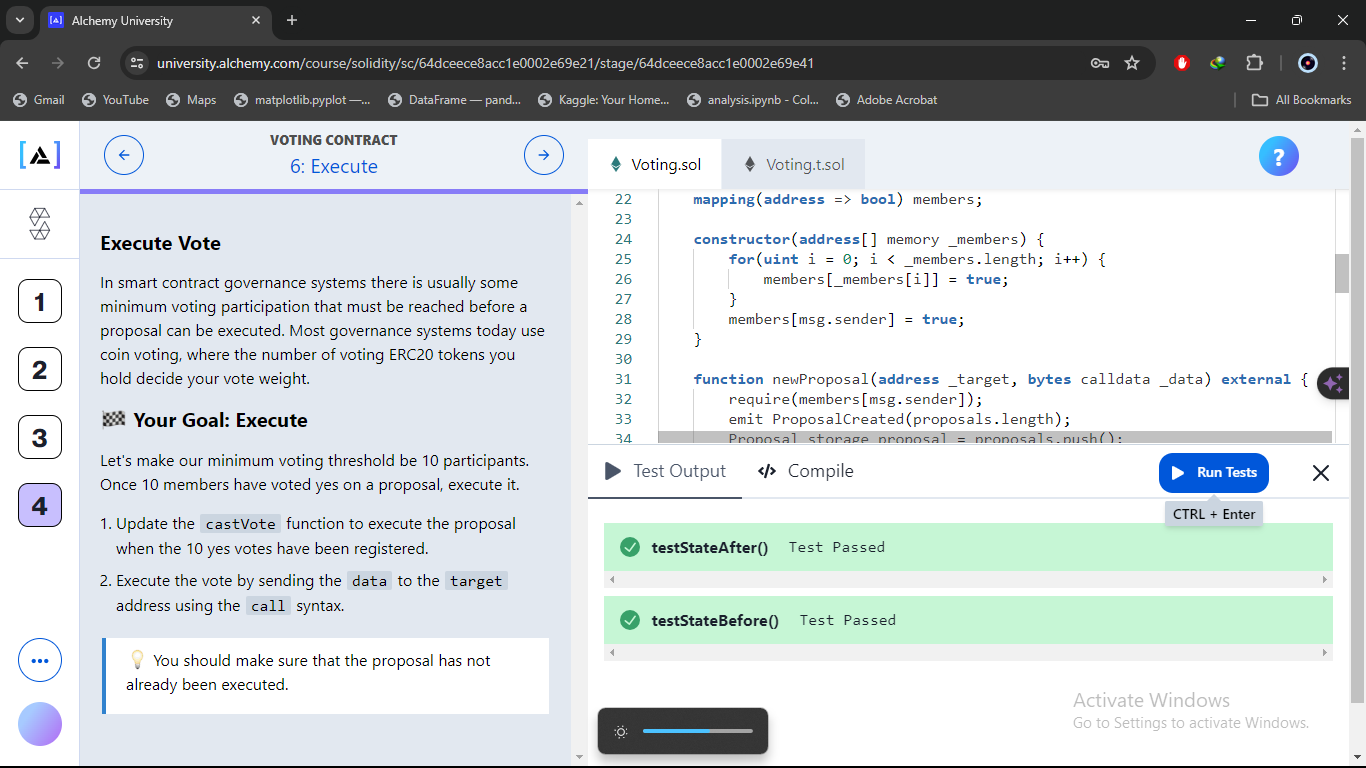 Alchemy University
university.alchemy.com/course/solidity/sc/64dceece8acc1e0002e69e21/stage/64dceece8acc1e0002e69e41
Gmail
YouTube
Maps
matplotlib.pyplot —...
DataFrame — pand...
Kaggle: Your Home...
analysis.ipynb - Col...
Adobe Acrobat
All Bookmarks
[A]
1
2
3
4
VOTING CONTRACT
6: Execute
Execute Vote
In smart contract governance systems there is usually some
minimum voting participation that must be reached before a
proposal can be executed. Most governance systems today use
coin voting, where the number of voting ERC20 tokens you
hold decide your vote weight.
🏁 Your Goal: Execute
Let's make our minimum voting threshold be 10 participants.
Once 10 members have voted yes on a proposal, execute it.
1. Update the castVote function to execute the proposal
when the 10 yes votes have been registered.
2. Execute the vote by sending the data to the target
address using the call syntax.
💡 You should make sure that the proposal has not
already been executed.
Voting.sol
Voting.t.sol
?
22 mapping(address => bool) members;
23
24 constructor(address[] memory _members) {
25 for(uint i = 0; i < _members.length; i++) {
26 members[_members[i]] = true;
27 }
28 members[msg.sender] = true;
29 }
30
31 function newProposal(address _target, bytes calldata _data) external {
32 require(members[msg.sender]);
33 emit ProposalCreated(proposals.length);
34 Proposal storage proposal = proposals.push();
Test Output
Compile
Run Tests
CTRL + Enter
testStateAfter() Test Passed
testStateBefore() Test Passed
Activate Windows
Go to Settings to activate Windows.